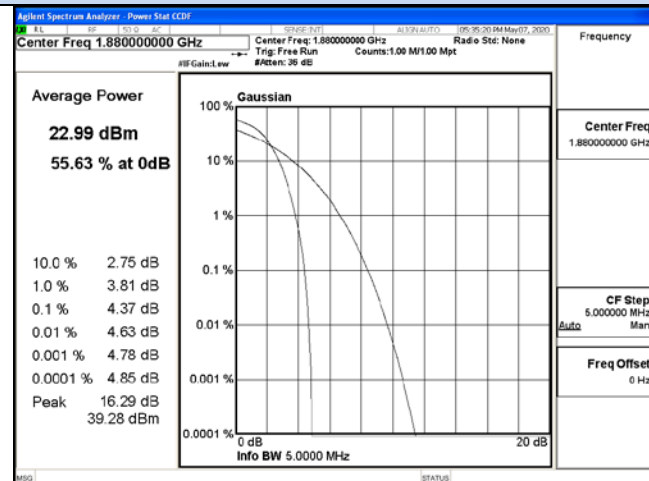 Agilent Spectrum Analyzer - Power Stat CCDF
RL RF 50 Ω AC SENSE:INT ALIGN AUTO 05:35:20 PM May 07, 2020
Center Freq 1.880000000 GHz
Center Freq: 1.880000000 GHz Radio Std: None
Trig: Free Run Counts:1.00 M/1.00 Mpt
#IFGain:Low #Atten: 36 dB
Frequency
Average Power
22.99 dBm
55.63 % at 0dB
10.0 % 2.75 dB
1.0 % 3.81 dB
0.1 % 4.37 dB
0.01 % 4.63 dB
0.001 % 4.78 dB
0.0001 % 4.85 dB
Peak 16.29 dB
39.28 dBm
Gaussian
100 %
10 %
1 %
0.1 %
0.01 %
0.001 %
0.0001 %
0 dB 20 dB
Info BW 5.0000 MHz
Center Freq
1.880000000 GHz
CF Step
5.000000 MHz
Auto Man
Freq Offset
0 Hz
MSG STATUS